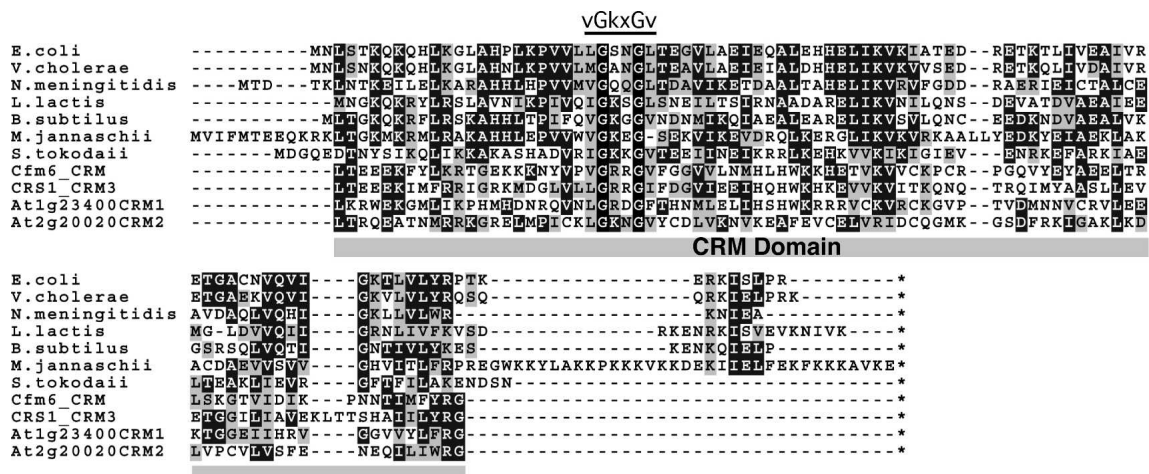 vGkxGv
E.coli ----------MNLSTKQKQHLKGLAHPLKPVVLLGSNGLTEGVLAEIEQALEHHELIKVKIATED--RETKTLIVEAIVR
V.cholerae ----------MNLSNKQKQHLKGLAHNLKPVVLMGANGLTEAVLAEIEIALDHHELIKVKVVSED--RETKQLIVDAIVR
N.meningitidis ----MTD---TKLNTKEILELKARAHHLHPVVMVGQQGLTDAVIKETDAALTAHELIKVRVFGDD--RAERIEICTALCE
L.lactis ------------MNGKQKRYLRSLAVNIKPIVQIGKSGLSNEILTSIRNAADARELIKVNILQNS--DEVATDVAEAIEE
B.subtilus -----------MLTGKQKRFLRSKAHHLTPIFQVGKGGVNDNMIKQIAEALEARELIKVSVLQNC--EEDKNDVAEALVK
M.jannaschii MVIFMTEEQKRKLTGKMKRMLRAKAHHLEPVVWVGKEG-SEKVIKEVDRQLKERGLIKVKVRKAALLYEDKYEIAEKLAK
S.tokodaii -------MDGQEDTNYSIKQLIKKAKASHADVRIGKKGVTEEIINEIKRRLKEHKVVKIKIGIEV--ENRKEFARKIAE
Cfm6_CRM ------------LTEEERFYLKRTGEKKKNYVPVGRRGVFDGVVLNMHLHWKKHETVKVVCKPCR--PGQVYEYAEELTR
CRS1_CRM3 ------------LTEEEKIMFRRIGRKMDGLVLLGRRGIFDGVIEEIHQHWKHKEVVKVITKQNQ--TRQIMYAASLLEV
At1g23400CRM1 ------------LKRWEKGMLIKPHMHDNRQVNLGRDGFTHNMLELIHSHWKRRRVCKVRCKGVP--TVDMNNVCRVLEE
At2g20020CRM2 ------------LTRQEATNMRRKGRELMPICKLGKNGVYCDLVKNVKEAFEVCELVRIDCQGMK--GSDFRKIGAKLKD
CRM Domain
E.coli ETGACNVQVI----GKTLVLYRPTK----------------ERKISLPR----------*
V.cholerae ETGAEKVQVI----GKVLVLYRQSQ----------------QRKIELPRK---------*
N.meningitidis AVDAQLVQHI----GKLLVLWR--------------------KNIEA------------*
L.lactis MG-LDVVQII----GRNLIVFKVSD-------------RKENRKISVEVKNIVK-----*
B.subtilus GSRSQLVQTI----GNTIVLYKES---------------KENKQIELP-----------*
M.jannaschii ACDAEVVSVV----GHVITLFRPREGWKKYLAKKPKKKVKKDEKIIELFEKFKKKAVKE*
S.tokodaii LTEAKLIEVR----GFTFILAKENDSN--------------------------------*
Cfm6_CRM LSKGTVIDIK---PNNTIMFYRG------------------------------------*
CRS1_CRM3 ETGGILIAVEKLTTSHAIILYRG------------------------------------*
At1g23400CRM1 KTGGEIIHRV----GGVVYLFRG------------------------------------*
At2g20020CRM2 LVPCVLVSFE----NEQILIWRG------------------------------------*